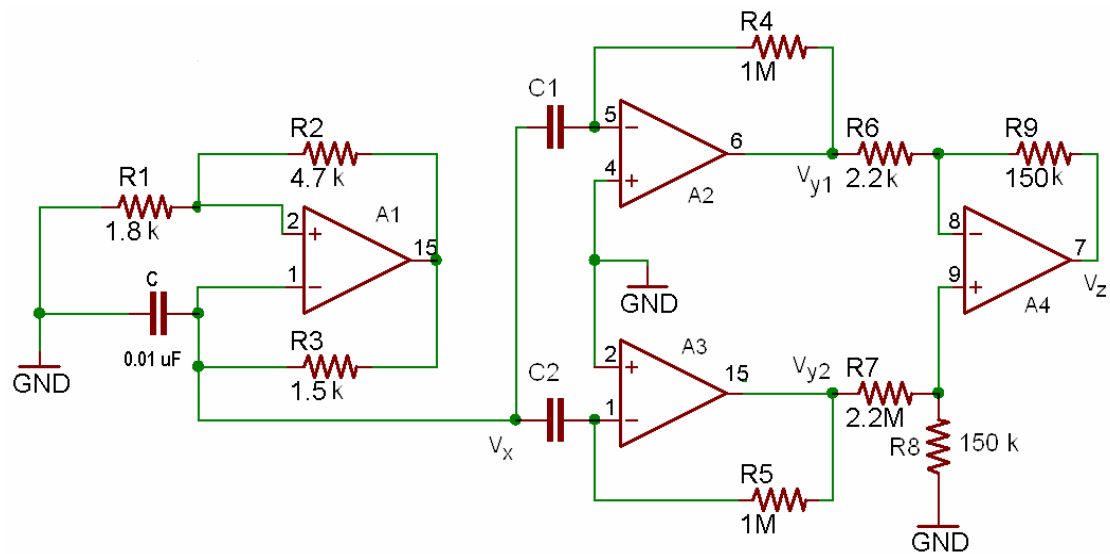 R4
1M
C1
5
6
4
A2
Vy1
R6
2.2k
R9
150k
8
9
7
A4
Vz
R2
4.7 k
R1
1.8 k
2
1
15
A1
C
0.01 uF
R3
1.5 k
GND
GND
Vx
C2
2
1
15
A3
Vy2
R7
2.2M
R8
150 k
R5
1M
GND